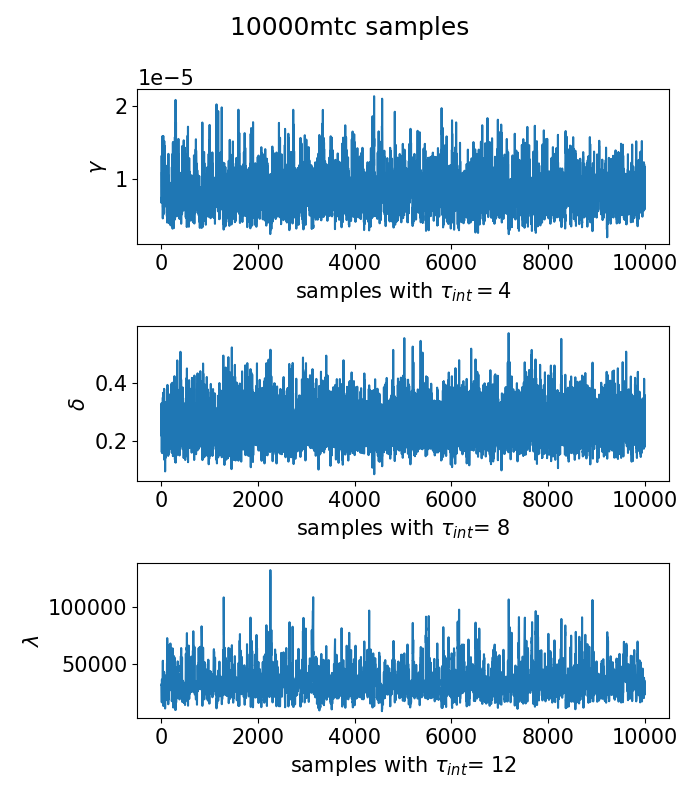 10000mtc samples
1e−5
2
1
γ
0 2000 4000 6000 8000 10000
samples with τint = 4
0.4
0.2
δ
0 2000 4000 6000 8000 10000
samples with τint= 8
100000
50000
λ
0 2000 4000 6000 8000 10000
samples with τint= 12